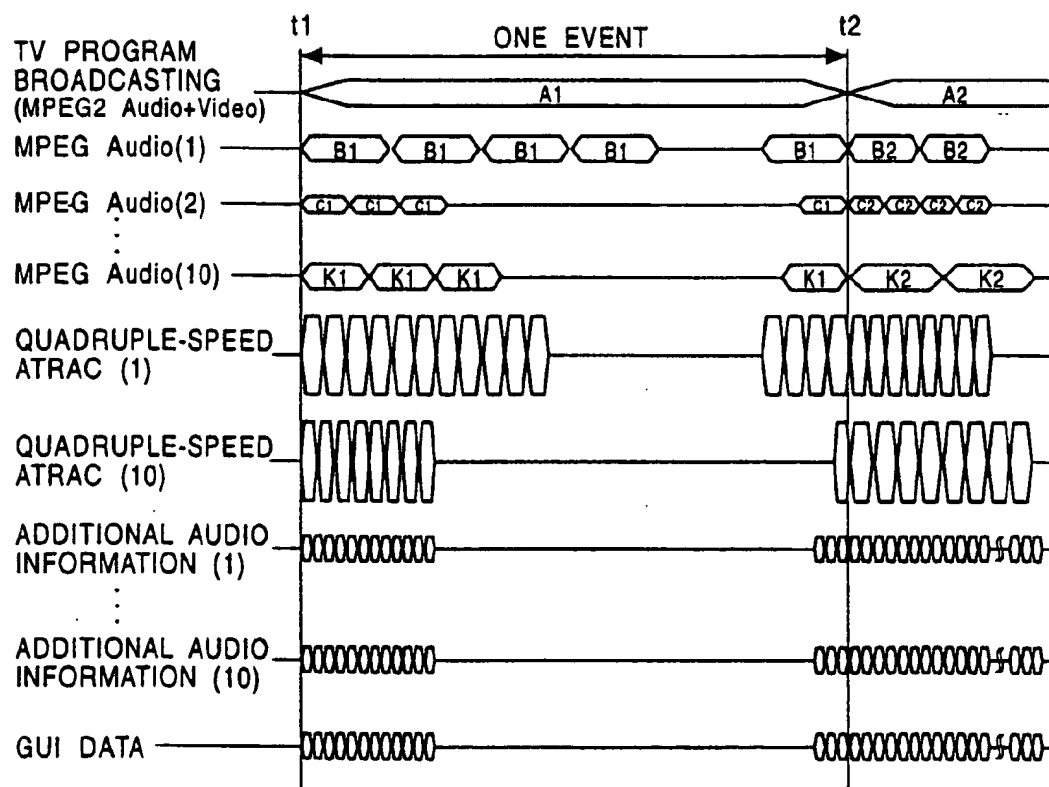 t1 t2
ONE EVENT
TV PROGRAM
BROADCASTING
(MPEG2 Audio+Video)
A1 A2
MPEG Audio(1) B1 B1 B1 B1 B1 B2 B2
MPEG Audio(2) C1 C1 C1 C1 C2 C2 C2 C2
MPEG Audio(10) K1 K1 K1 K1 K2 K2
QUADRUPLE-SPEED
ATRAC (1)
QUADRUPLE-SPEED
ATRAC (10)
ADDITIONAL AUDIO
INFORMATION (1)
ADDITIONAL AUDIO
INFORMATION (10)
GUI DATA